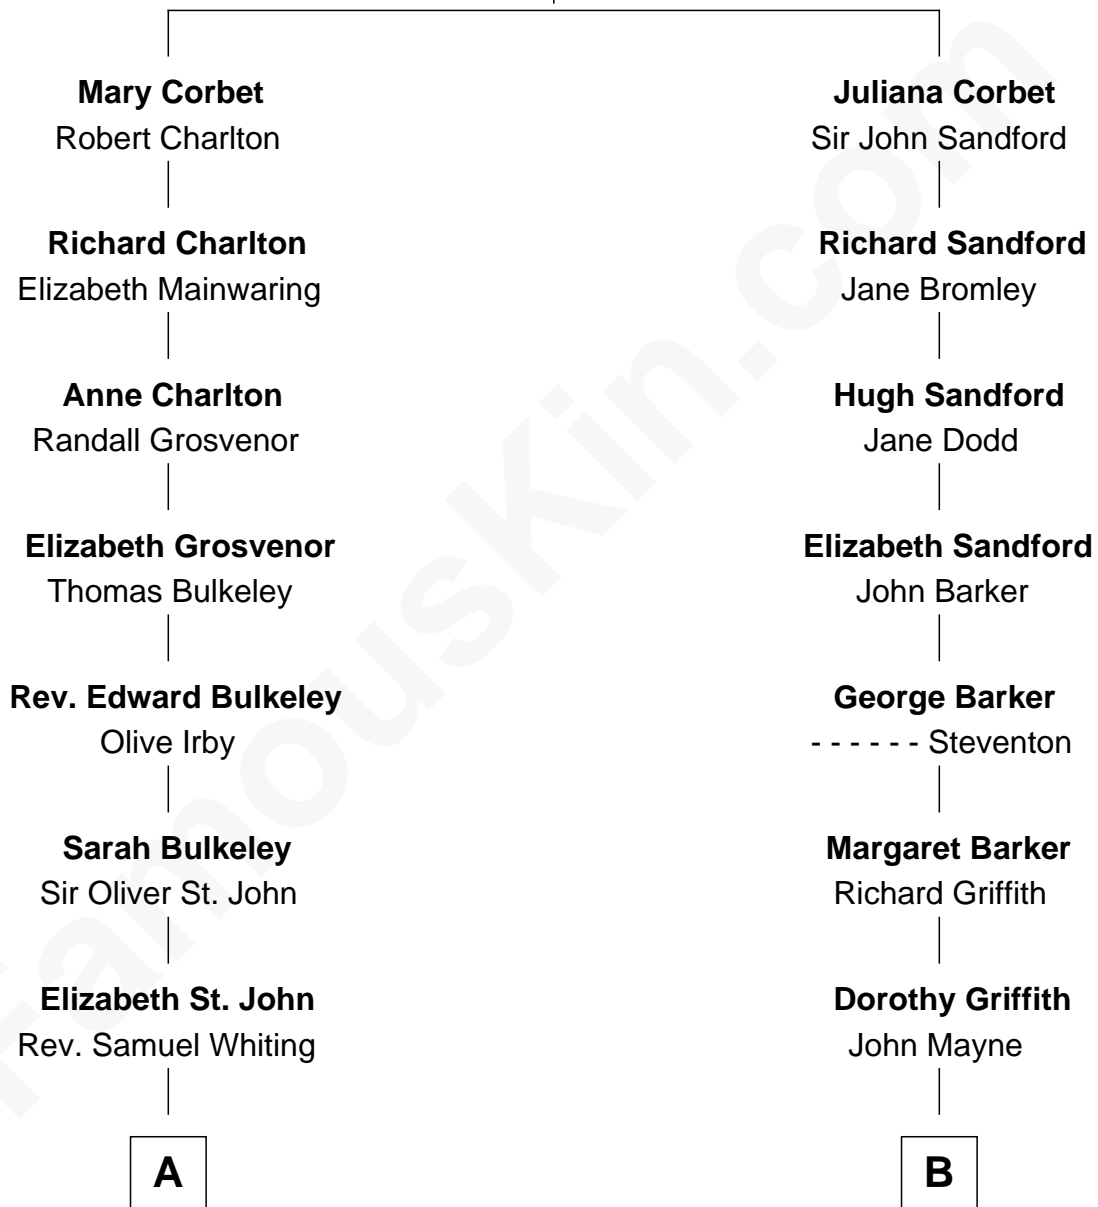 Mary Corbet
Robert Charlton
Richard Charlton
Elizabeth Mainwaring
Anne Charlton
Randall Grosvenor
Elizabeth Grosvenor
Thomas Bulkeley
Rev. Edward Bulkeley
Olive Irby
Sarah Bulkeley
Sir Oliver St. John
Elizabeth St. John
Rev. Samuel Whiting
A
Juliana Corbet
Sir John Sandford
Richard Sandford
Jane Bromley
Hugh Sandford
Jane Dodd
Elizabeth Sandford
John Barker
George Barker
- - - - - - Steventon
Margaret Barker
Richard Griffith
Dorothy Griffith
John Mayne
B
FamousKin.com